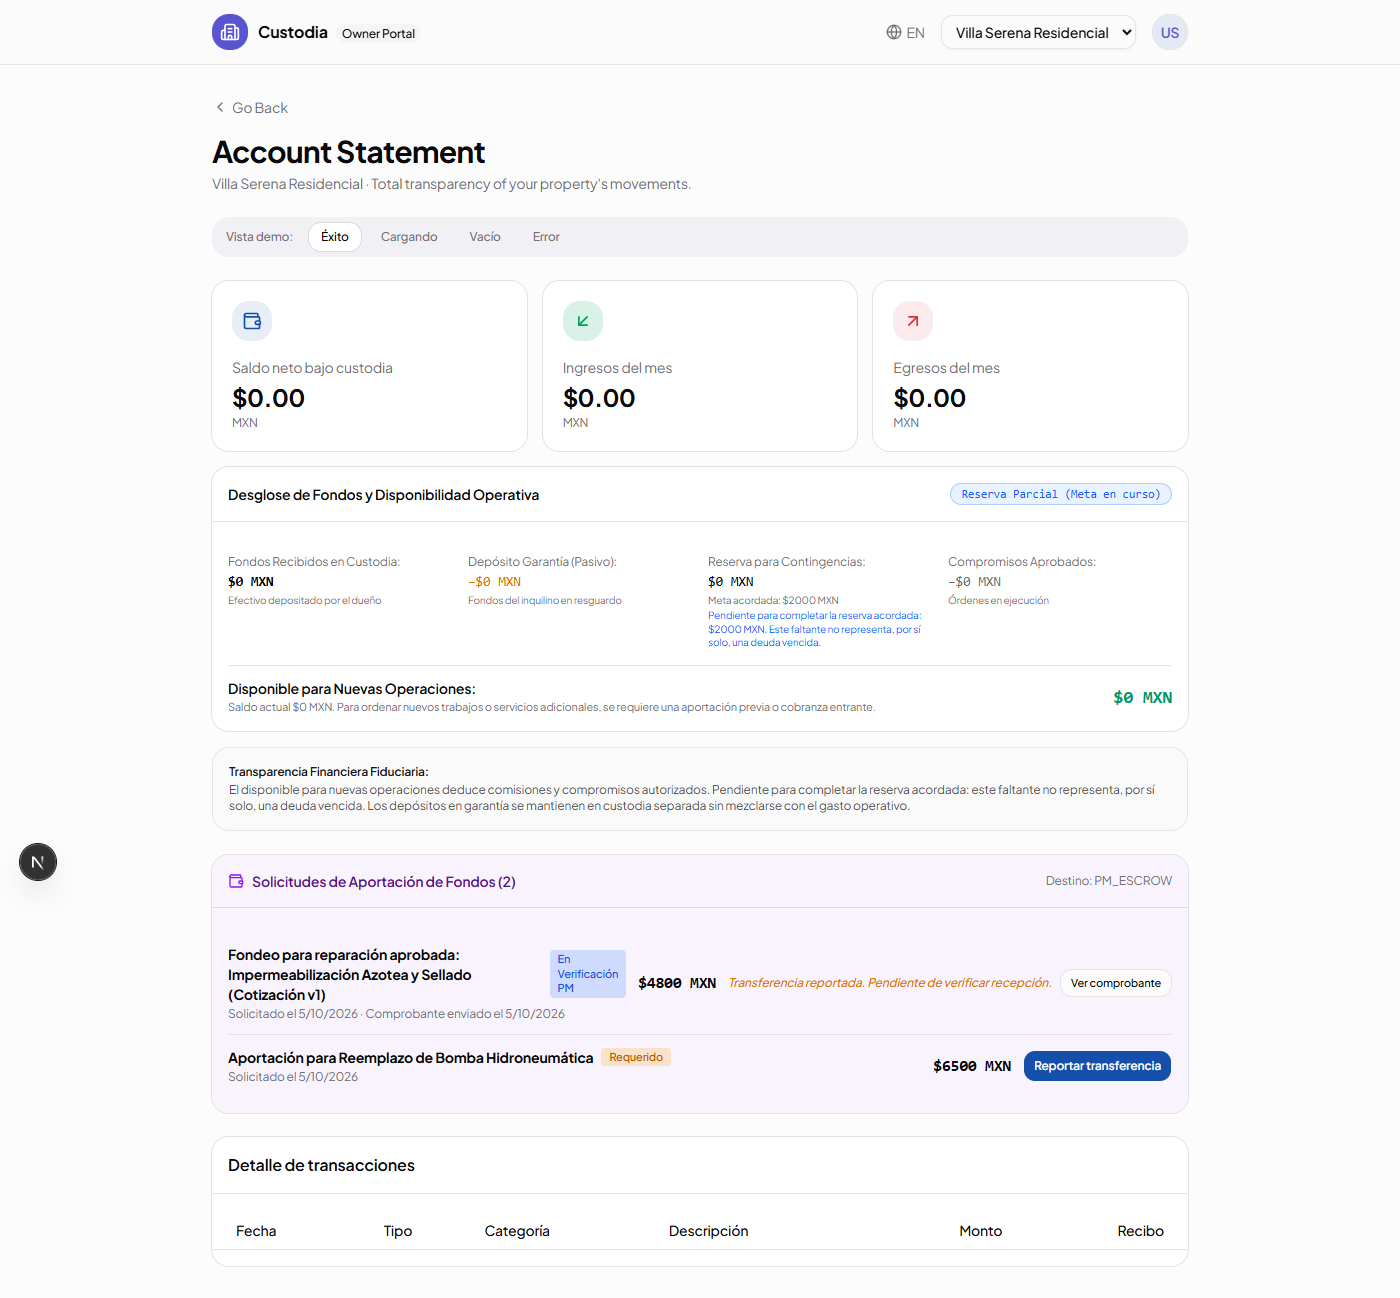 Custodia
Owner Portal
EN
Villa Serena Residencial
US
Go Back
Account Statement
Villa Serena Residencial · Total transparency of your property's movements.
Vista demo:
Éxito
Cargando
Vacío
Error
Saldo neto bajo custodia
$0.00
MXN
Ingresos del mes
$0.00
MXN
Egresos del mes
$0.00
MXN
Desglose de Fondos y Disponibilidad Operativa
Reserva Parcial (Meta en curso)
Fondos Recibidos en Custodia:
$0 MXN
Efectivo depositado por el dueño
Depósito Garantía (Pasivo):
-$0 MXN
Fondos del inquilino en resguardo
Reserva para Contingencias:
$0 MXN
Meta acordada: $2000 MXN
Pendiente para completar la reserva acordada:
$2000 MXN. Este faltante no representa, por sí
solo, una deuda vencida.
Compromisos Aprobados:
-$0 MXN
Órdenes en ejecución
Disponible para Nuevas Operaciones:
Saldo actual $0 MXN. Para ordenar nuevos trabajos o servicios adicionales, se requiere una aportación previa o cobranza entrante.
$0 MXN
Transparencia Financiera Fiduciaria:
El disponible para nuevas operaciones deduce comisiones y compromisos autorizados. Pendiente para completar la reserva acordada: este faltante no representa, por sí
solo, una deuda vencida. Los depósitos en garantía se mantienen en custodia separada sin mezclarse con el gasto operativo.
N
Solicitudes de Aportación de Fondos (2)
Destino: PM_ESCROW
Fondeo para reparación aprobada:
Impermeabilización Azotea y Sellado
(Cotización v1)
En
Verificación
PM
$4800 MXN
Transferencia reportada. Pendiente de verificar recepción.
Ver comprobante
Solicitado el 5/10/2026 · Comprobante enviado el 5/10/2026
Aportación para Reemplazo de Bomba Hidroneumática
Requerido
Solicitado el 5/10/2026
$6500 MXN
Reportar transferencia
Detalle de transacciones
Fecha
Tipo
Categoría
Descripción
Monto
Recibo